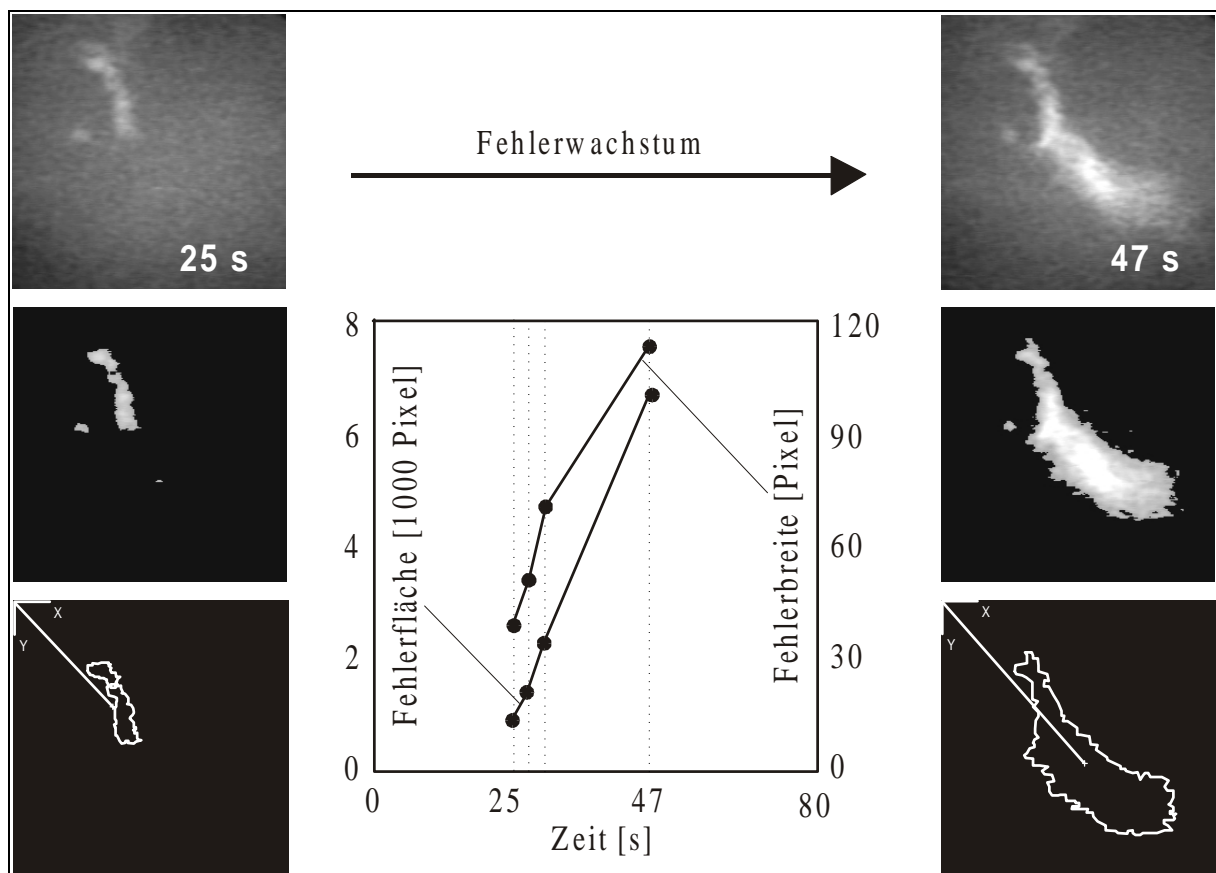 25 s
Fehlerwachstum
47 s
8
6
4
2
0
Fehlerfläche [1000 Pixel]
120
90
60
30
0
Fehlerbreite [Pixel]
0
25
47
80
Zeit [s]
X
Y
X
Y